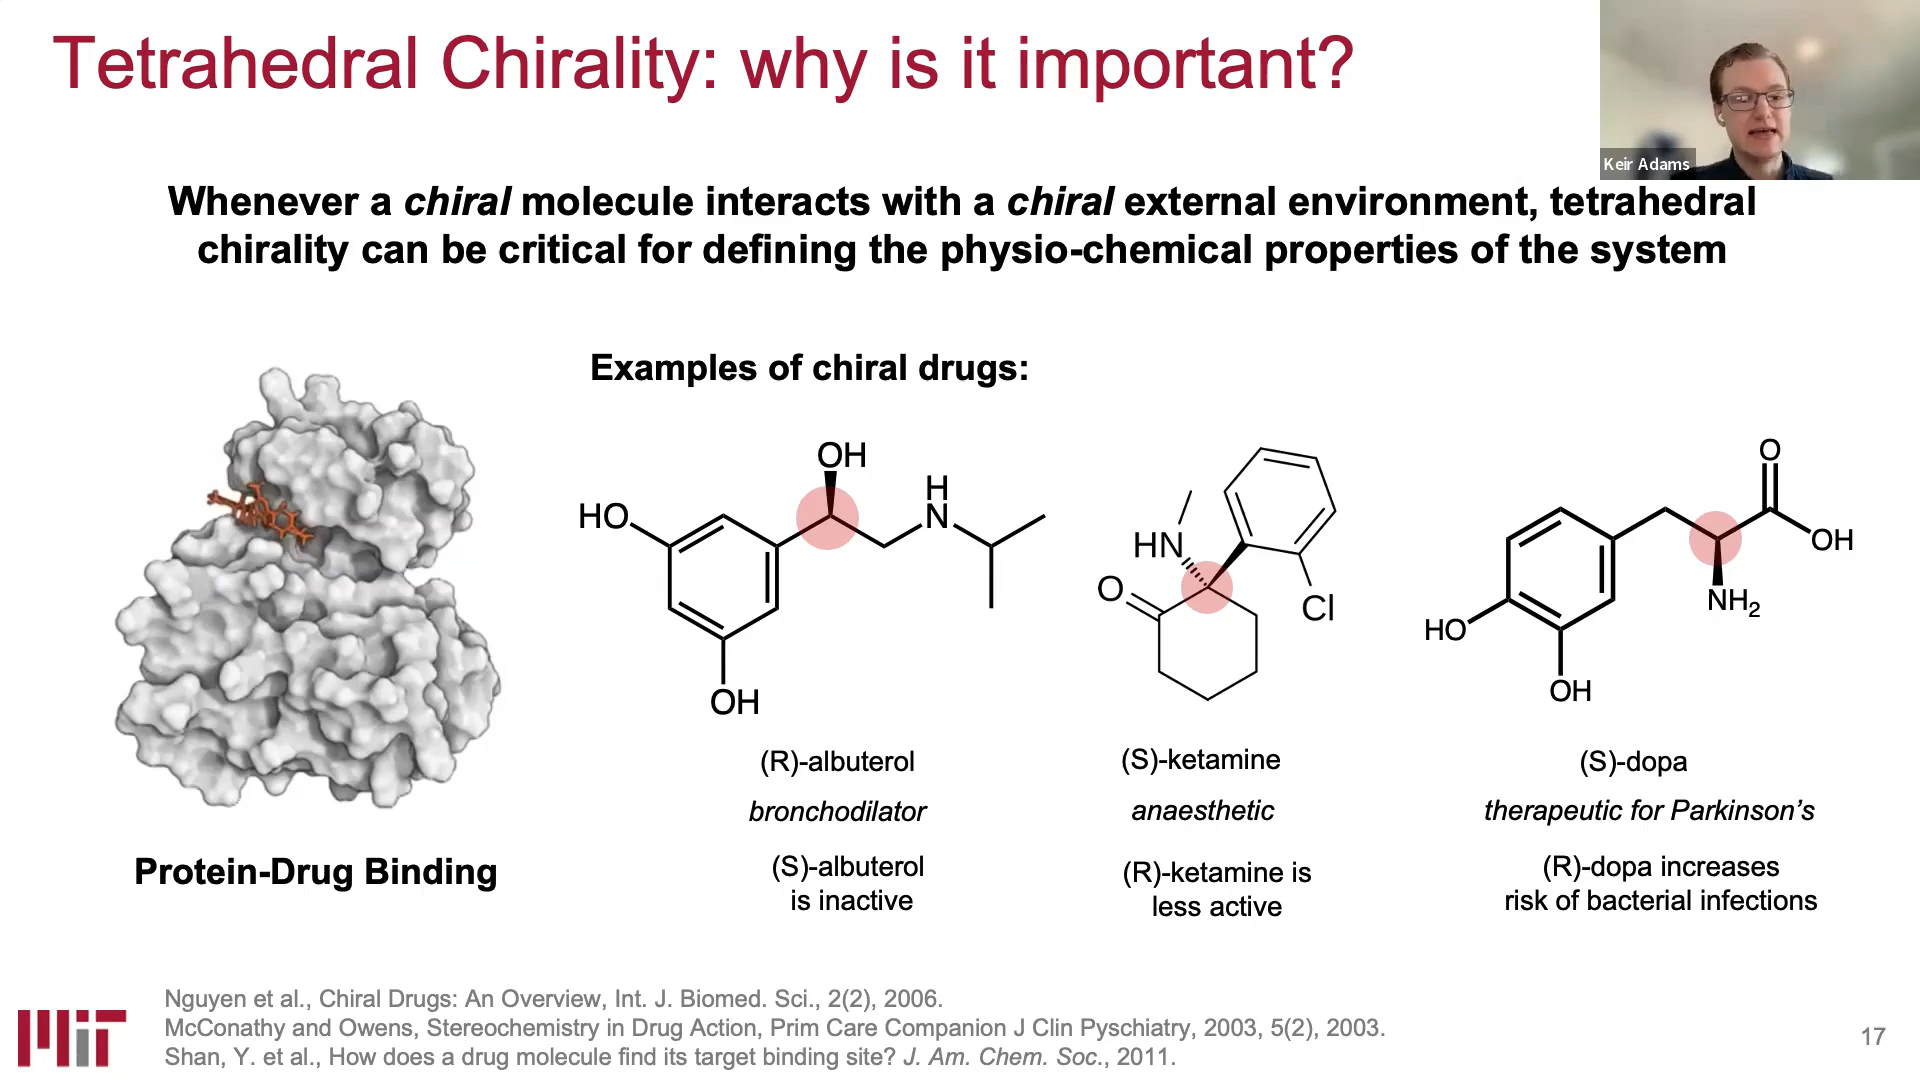 Tetrahedral Chirality: why is it important?
Keir Adams
Whenever a chiral molecule interacts with a chiral external environment, tetrahedral
chirality can be critical for defining the physio-chemical properties of the system
Examples of chiral drugs:
Protein-Drug Binding
OH
H
N
HO
OH
(R)-albuterol
bronchodilator
(S)-albuterol
is inactive
HN
O
Cl
(S)-ketamine
anaesthetic
(R)-ketamine is
less active
O
OH
NH2
HO
OH
(S)-dopa
therapeutic for Parkinson's
(R)-dopa increases
risk of bacterial infections
MIT
Nguyen et al., Chiral Drugs: An Overview, Int. J. Biomed. Sci., 2(2), 2006.
McConathy and Owens, Stereochemistry in Drug Action, Prim Care Companion J Clin Pyschiatry, 2003, 5(2), 2003.
Shan, Y. et al., How does a drug molecule find its target binding site? J. Am. Chem. Soc., 2011.
17